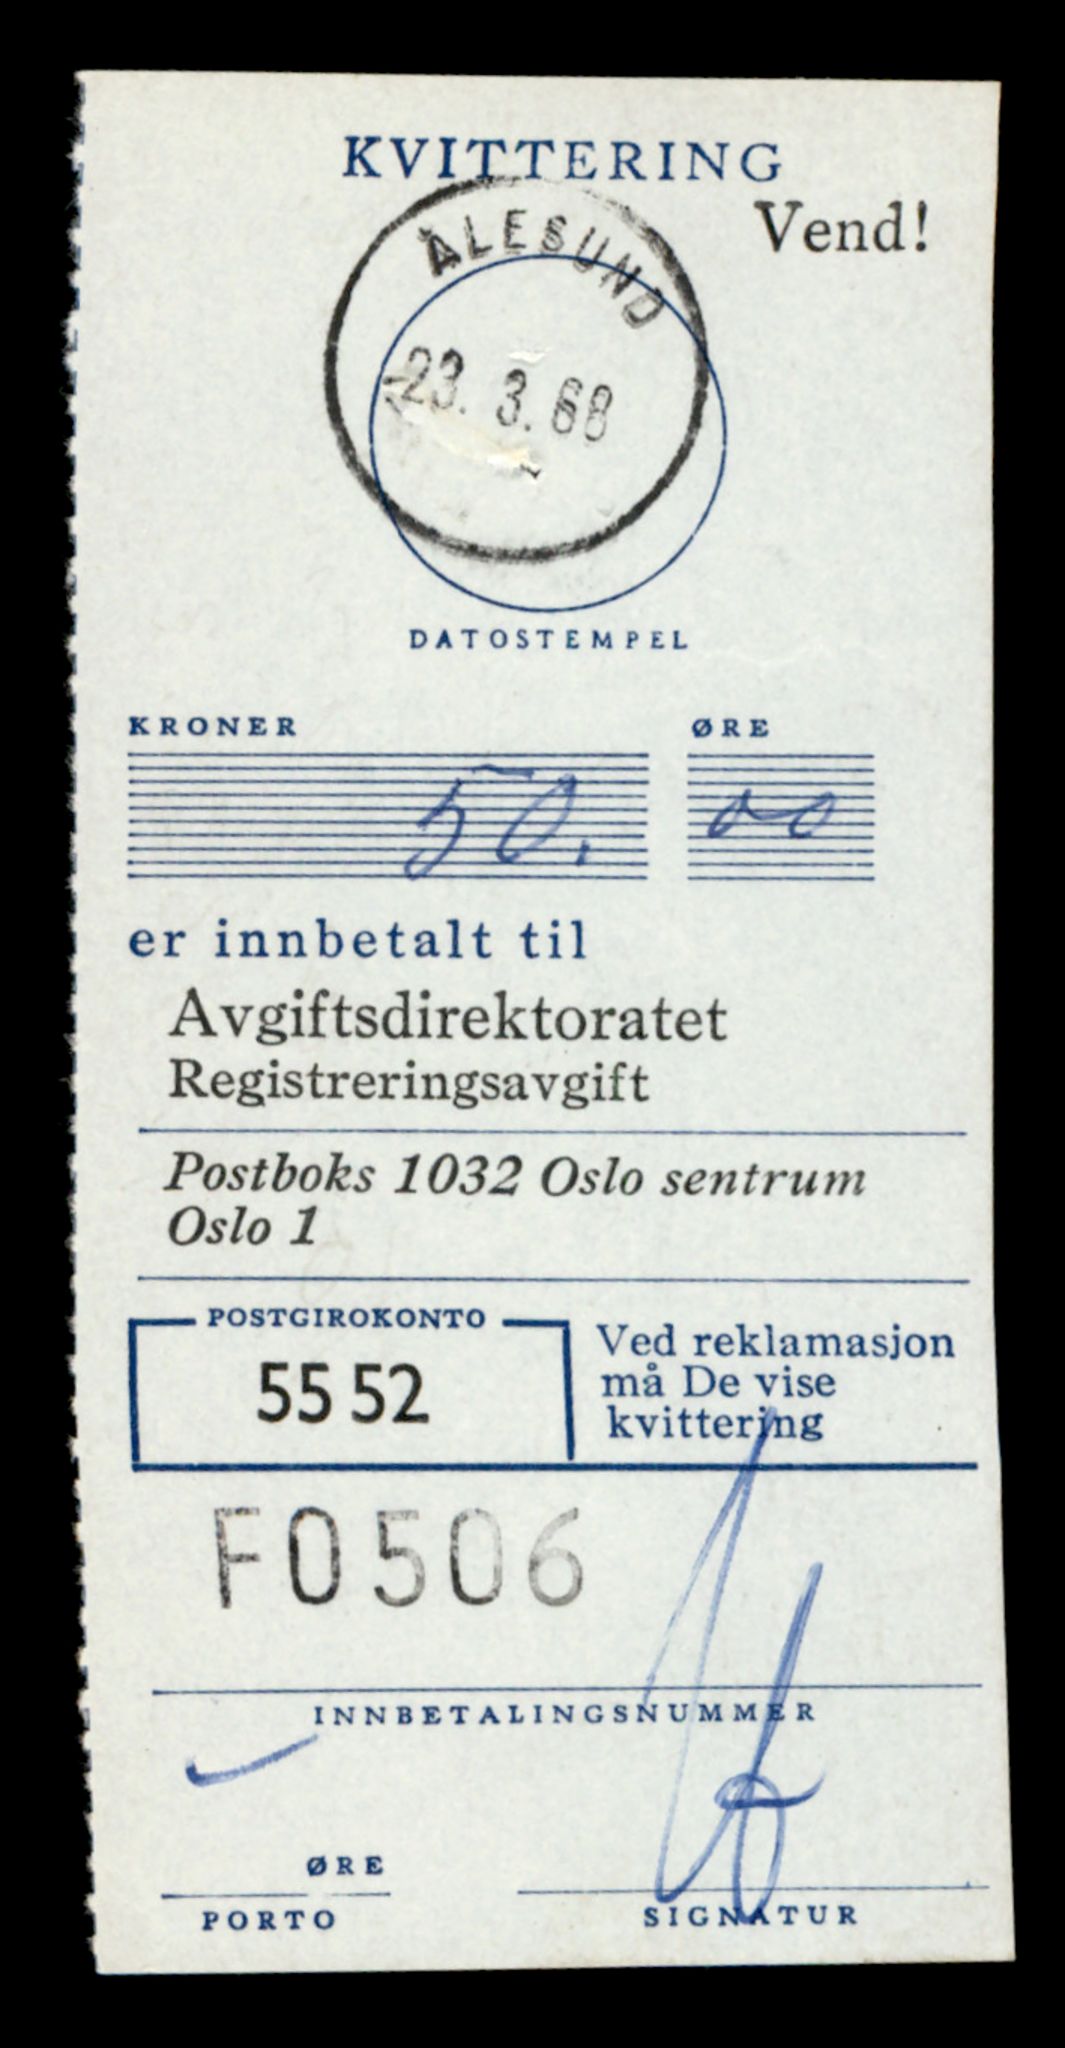 KVITTERING
Vend!
ÅLESUND
23. 3. 68
DATOSTEMPEL
KRONER ØRE
50. 00
er innbetalt til
Avgiftsdirektoratet
Registreringsavgift
Postboks 1032 Oslo sentrum
Oslo 1
POSTGIROKONTO
55 52
Ved reklamasjon
må De vise
kvittering
F0506
INNBETALINGSNUMMER
ØRE
PORTO
SIGNATUR